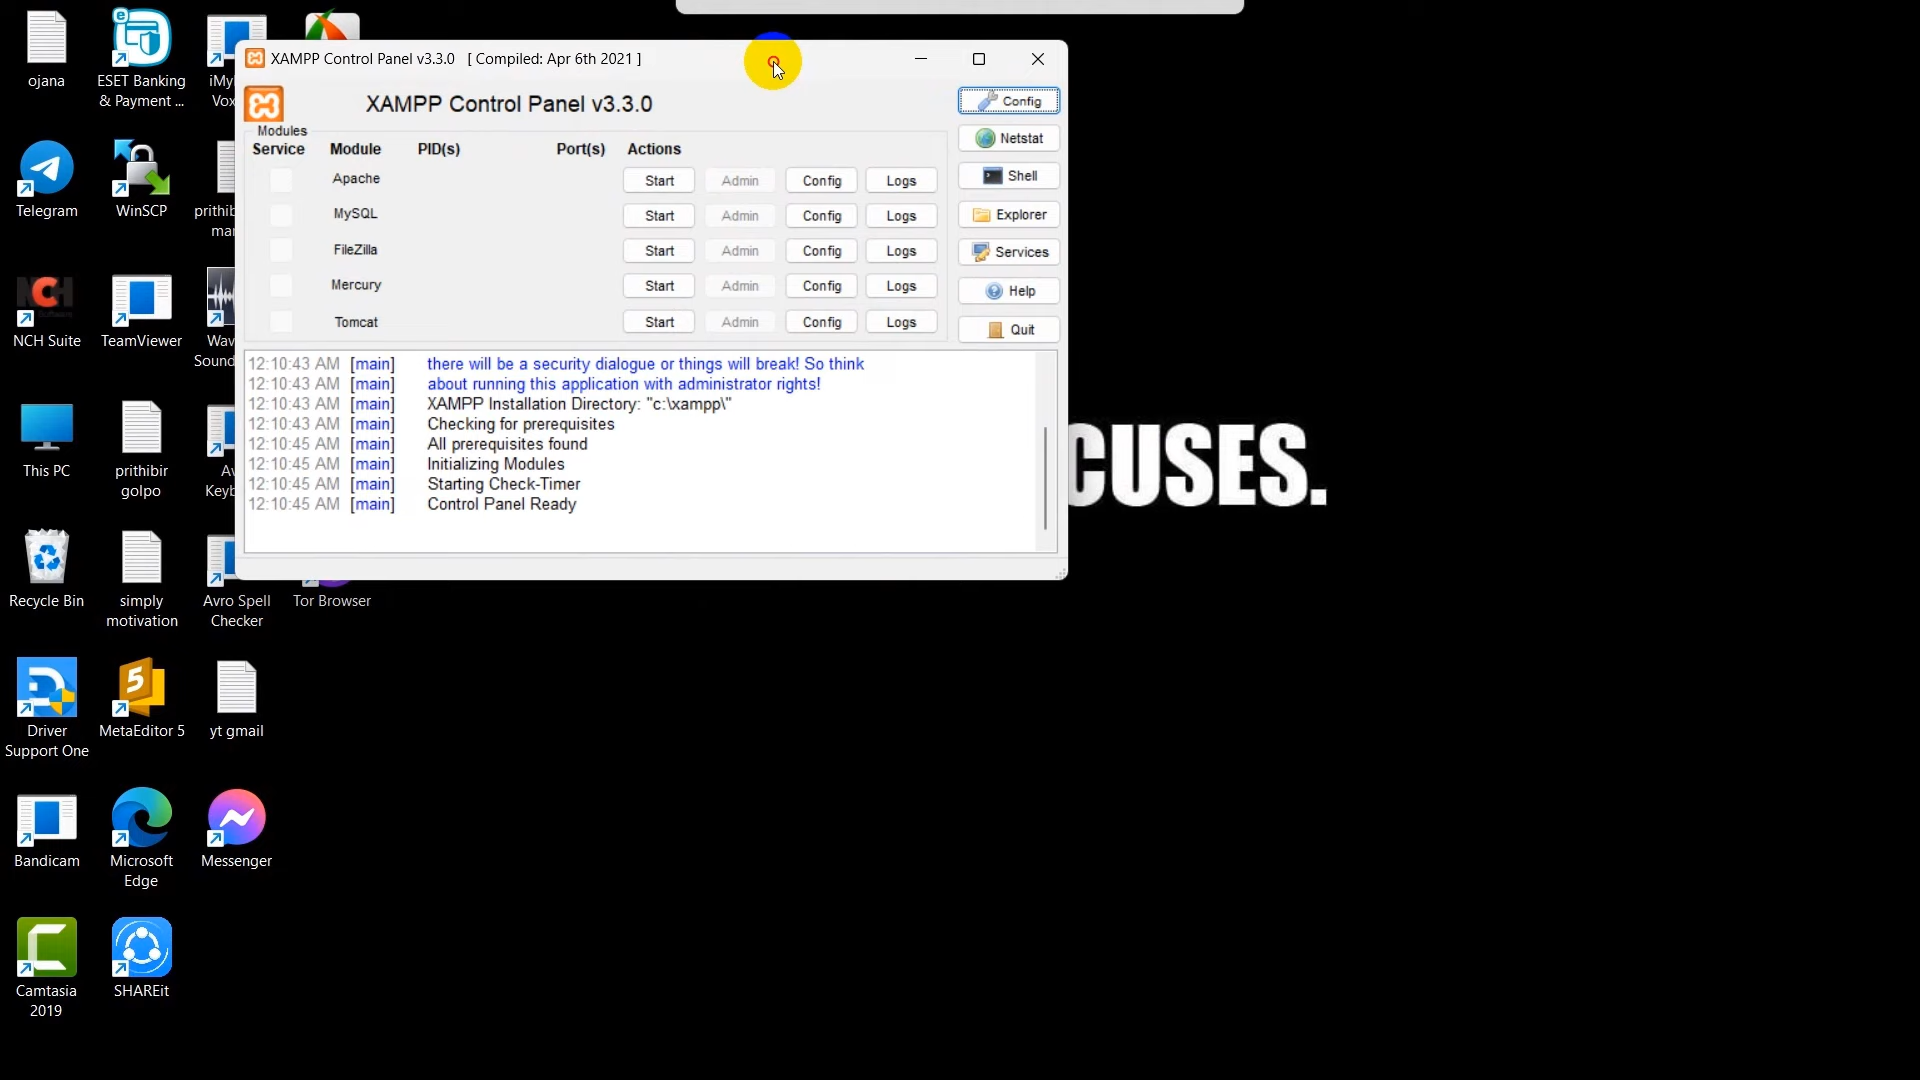 XAMPP Control Panel v3.3.0 [ Compiled: Apr 6th 2021 ]
XAMPP Control Panel v3.3.0
Config
Netstat
Shell
Explorer
Services
Help
Quit
Modules
Service Module PID(s) Port(s) Actions
Apache Start Admin Config Logs
MySQL Start Admin Config Logs
FileZilla Start Admin Config Logs
Mercury Start Admin Config Logs
Tomcat Start Admin Config Logs
12:10:43 AM [main] there will be a security dialogue or things will break! So think
12:10:43 AM [main] about running this application with administrator rights!
12:10:43 AM [main] XAMPP Installation Directory: "c:\xampp\"
12:10:43 AM [main] Checking for prerequisites
12:10:45 AM [main] All prerequisites found
12:10:45 AM [main] Initializing Modules
12:10:45 AM [main] Starting Check-Timer
12:10:45 AM [main] Control Panel Ready
CUSES.
ojana
ESET Banking
& Payment ...
Telegram
WinSCP
NCH Suite
TeamViewer
This PC
prithibir
golpo
Recycle Bin
simply
motivation
Avro Spell
Checker
Tor Browser
Driver
Support One
MetaEditor 5
yt gmail
Bandicam
Microsoft
Edge
Messenger
Camtasia
2019
SHAREit